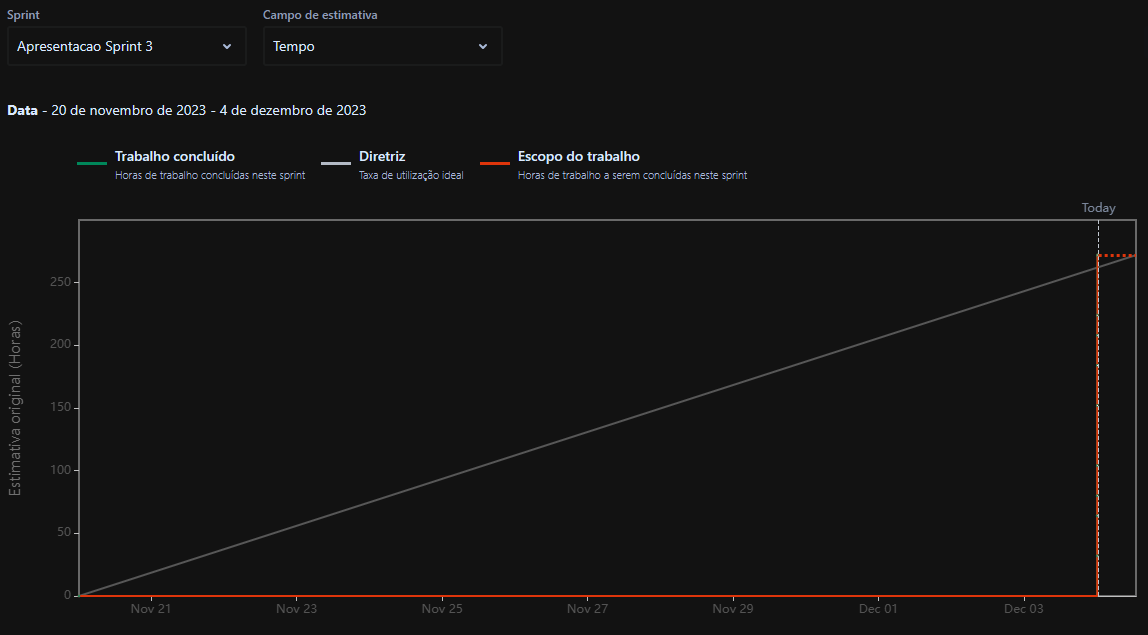 Sprint
Campo de estimativa
Apresentacao Sprint 3
Tempo
Data - 20 de novembro de 2023 - 4 de dezembro de 2023
Trabalho concluído
Horas de trabalho concluídas neste sprint
Diretriz
Taxa de utilização ideal
Escopo do trabalho
Horas de trabalho a serem concluídas neste sprint
Today
Estimativa original (Horas)
250
200
150
100
50
0
Nov 21
Nov 23
Nov 25
Nov 27
Nov 29
Dec 01
Dec 03